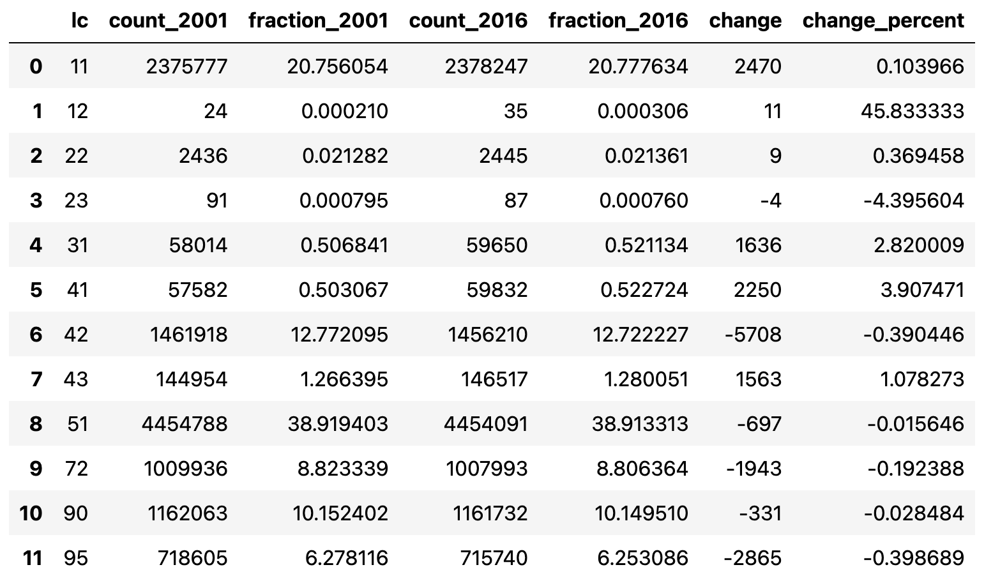 lc count_2001 fraction_2001 count_2016 fraction_2016 change change_percent
0 11 2375777 20.756054 2378247 20.777634 2470 0.103966
1 12 24 0.000210 35 0.000306 11 45.833333
2 22 2436 0.021282 2445 0.021361 9 0.369458
3 23 91 0.000795 87 0.000760 -4 -4.395604
4 31 58014 0.506841 59650 0.521134 1636 2.820009
5 41 57582 0.503067 59832 0.522724 2250 3.907471
6 42 1461918 12.772095 1456210 12.722227 -5708 -0.390446
7 43 144954 1.266395 146517 1.280051 1563 1.078273
8 51 4454788 38.919403 4454091 38.913313 -697 -0.015646
9 72 1009936 8.823339 1007993 8.806364 -1943 -0.192388
10 90 1162063 10.152402 1161732 10.149510 -331 -0.028484
11 95 718605 6.278116 715740 6.253086 -2865 -0.398689